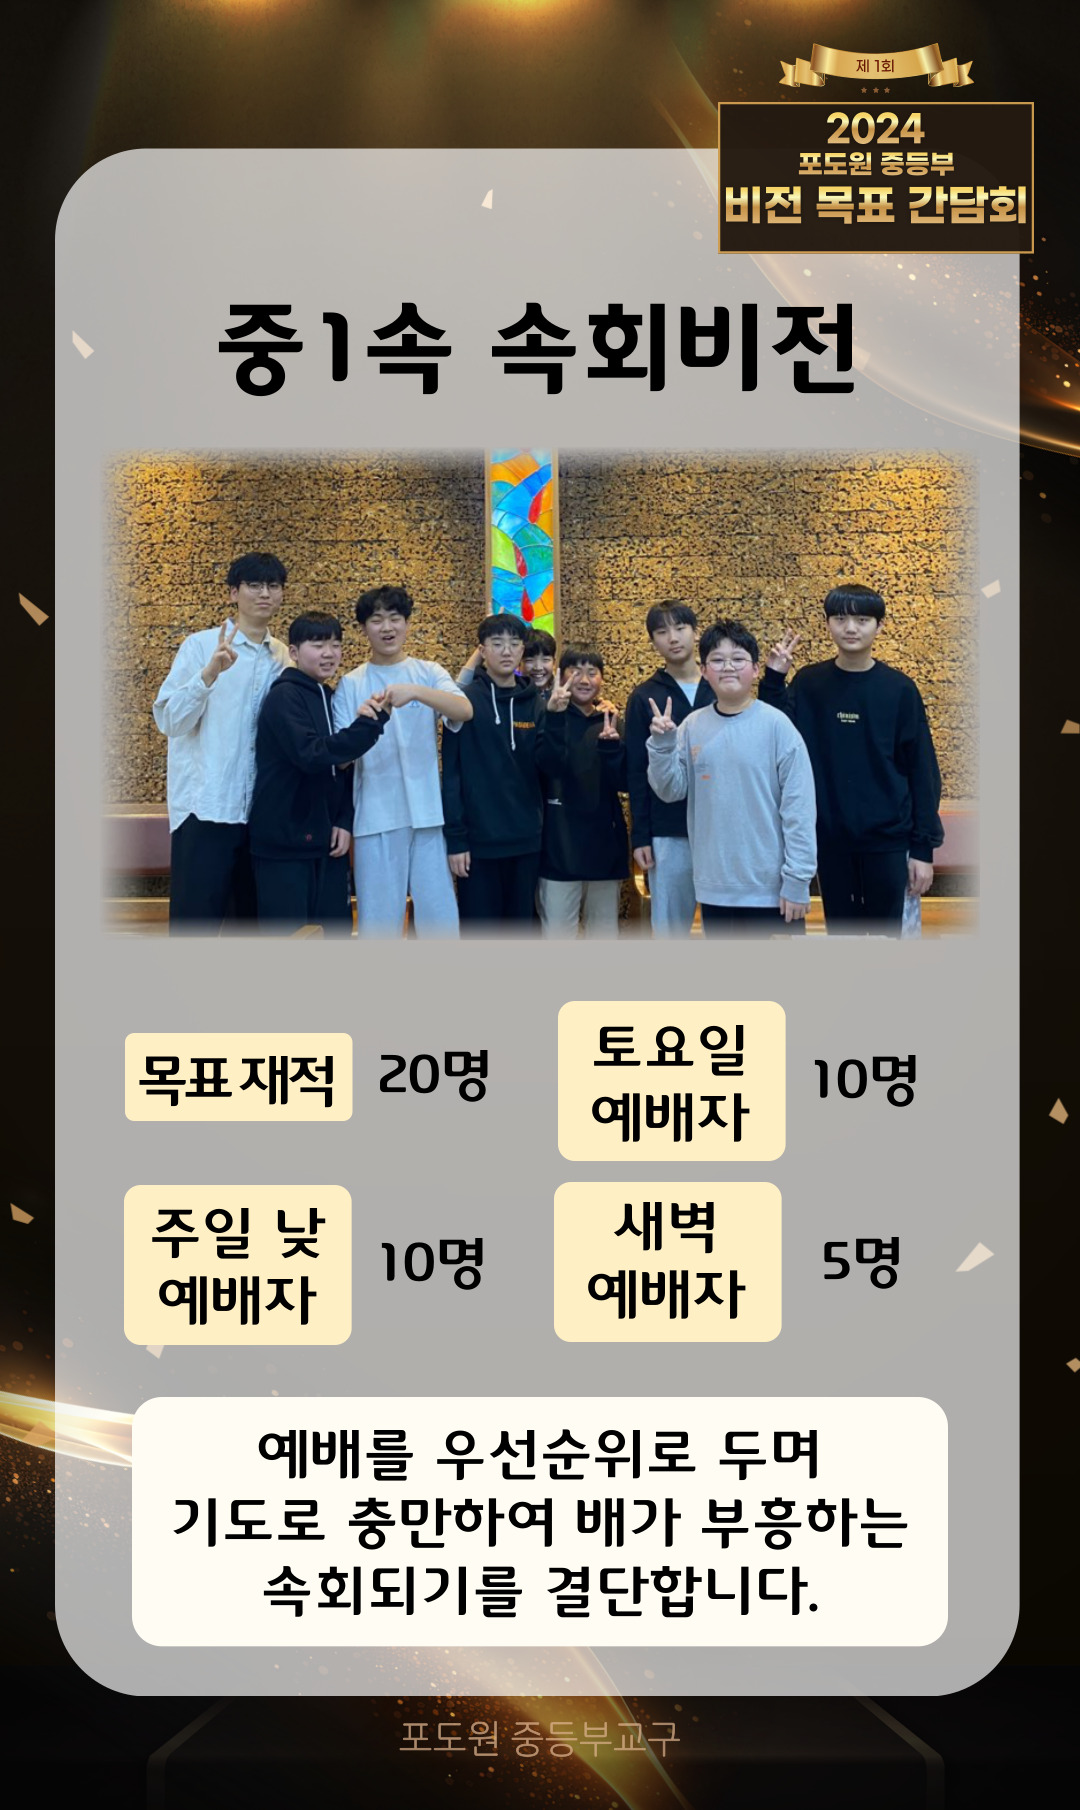 제 1회
2024
포도원 중등부
비전 목표 간담회
중1속 속회비전
목표 재적
20명
토요일
예배자
10명
주일 낮
예배자
10명
새벽
예배자
5명
예배를 우선순위로 두며
기도로 충만하여 배가 부흥하는
속회되기를 결단합니다.
포도원 중등부교구